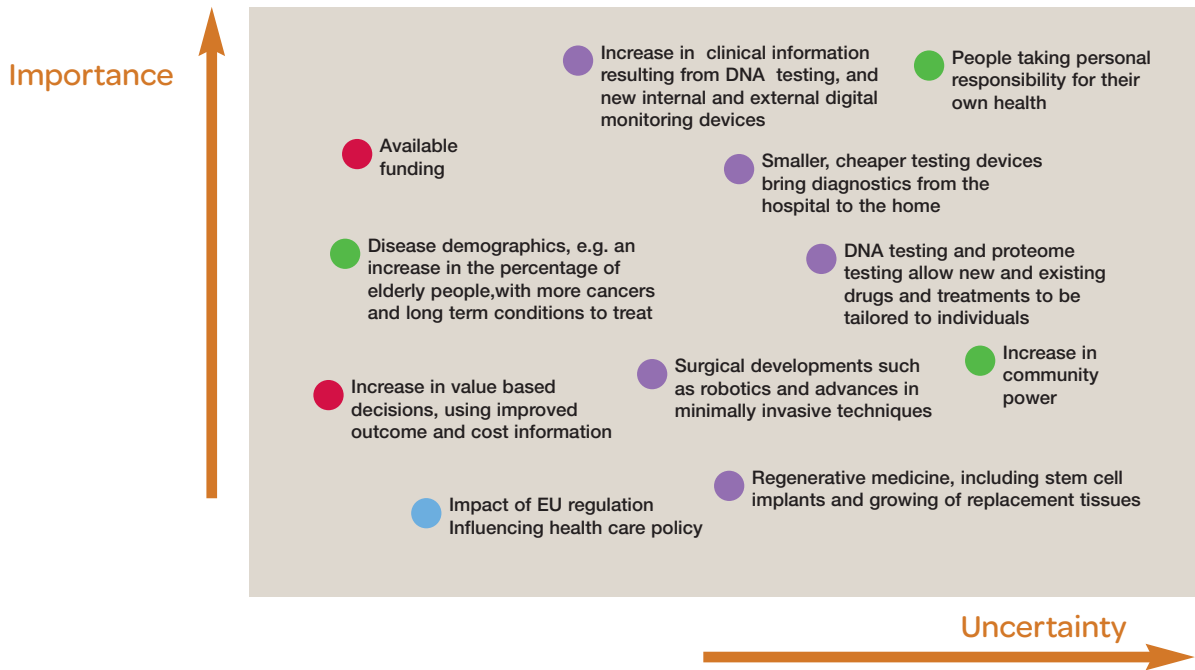 Importance
Increase in clinical information
resulting from DNA testing, and
new internal and external digital
monitoring devices
People taking personal
responsibility for their
own health
Available
funding
Smaller, cheaper testing devices
bring diagnostics from the
hospital to the home
Disease demographics, e.g. an
increase in the percentage of
elderly people,with more cancers
and long term conditions to treat
DNA testing and proteome
testing allow new and existing
drugs and treatments to be
tailored to individuals
Increase in value based
decisions, using improved
outcome and cost information
Surgical developments such
as robotics and advances in
minimally invasive techniques
Increase in
community
power
Impact of EU regulation
Influencing health care policy
Regenerative medicine, including stem cell
implants and growing of replacement tissues
Uncertainty